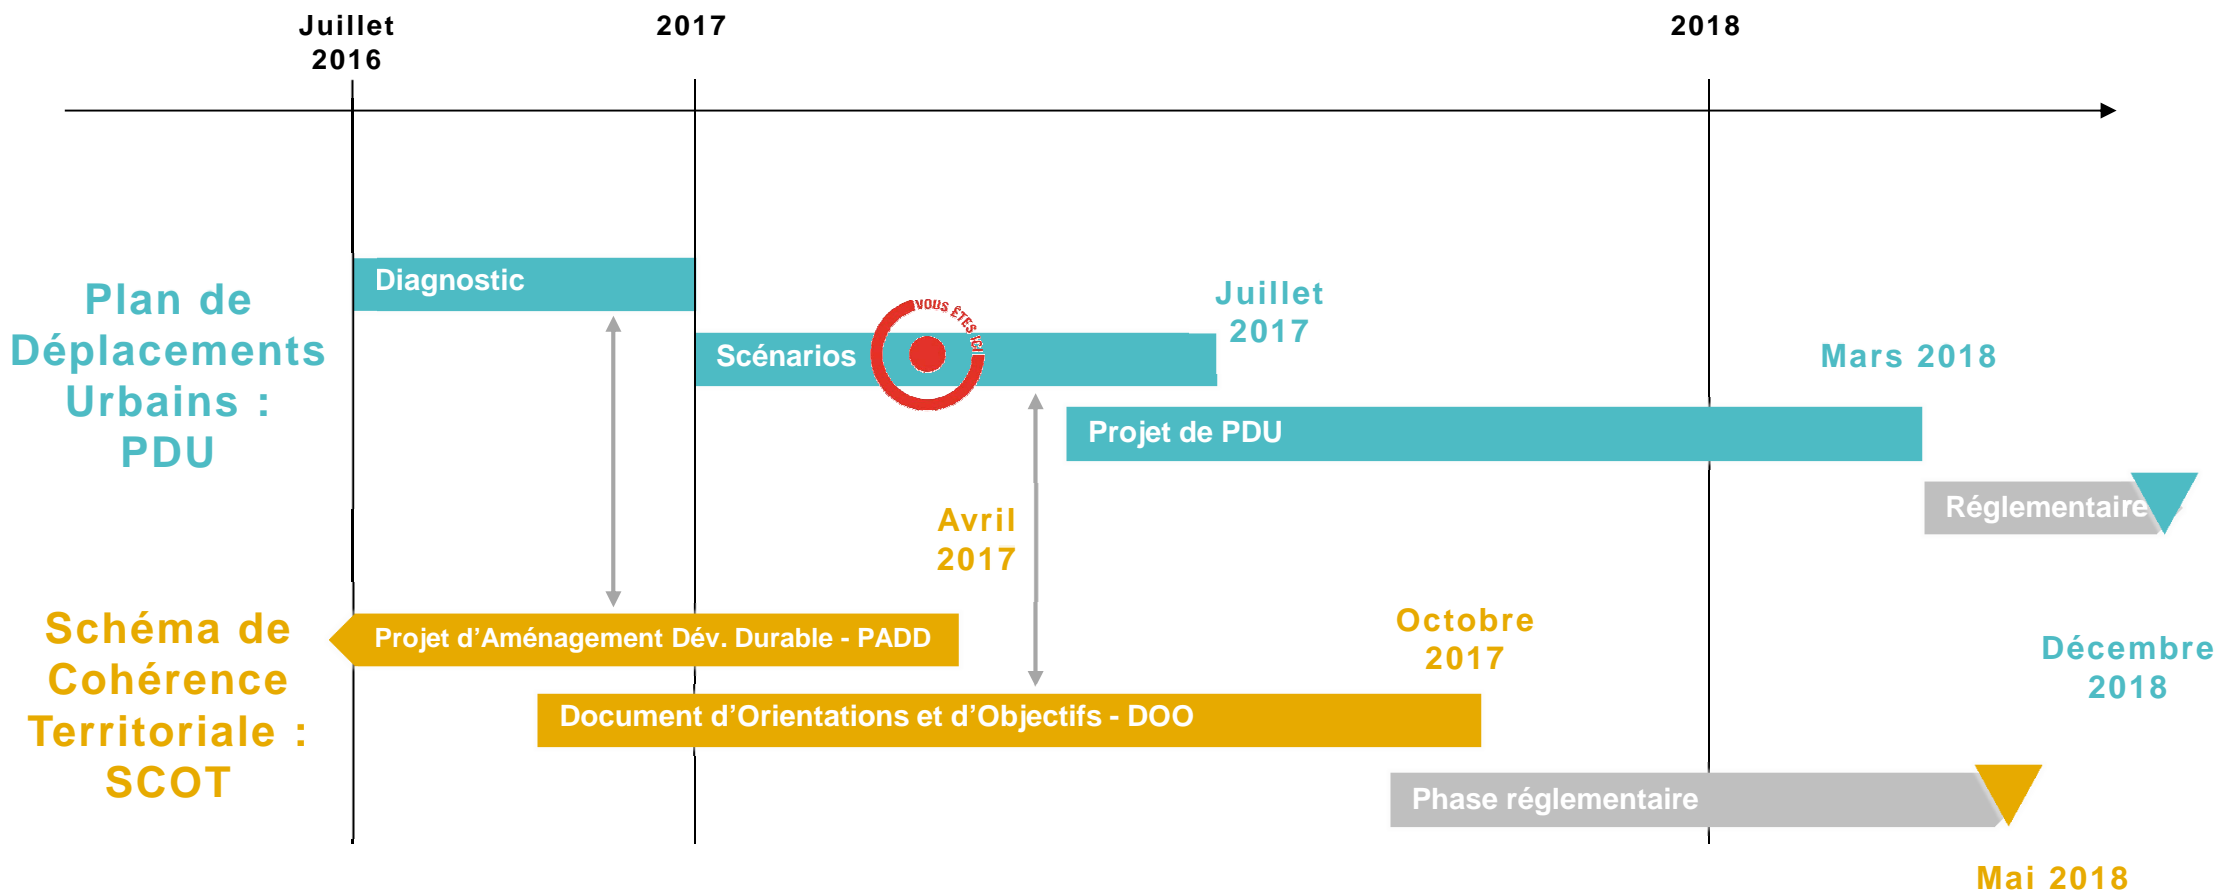 Juillet
2016
2017
2018
Plan de
Déplacements
Urbains :
PDU
Diagnostic
Scénarios
VOUS ÊTES ICI
Juillet
2017
Mars 2018
Projet de PDU
Réglementaire
Avril
2017
Schéma de
Cohérence
Territoriale :
SCOT
Projet d’Aménagement Dév. Durable - PADD
Octobre
2017
Décembre
2018
Document d’Orientations et d’Objectifs - DOO
Phase réglementaire
Mai 2018